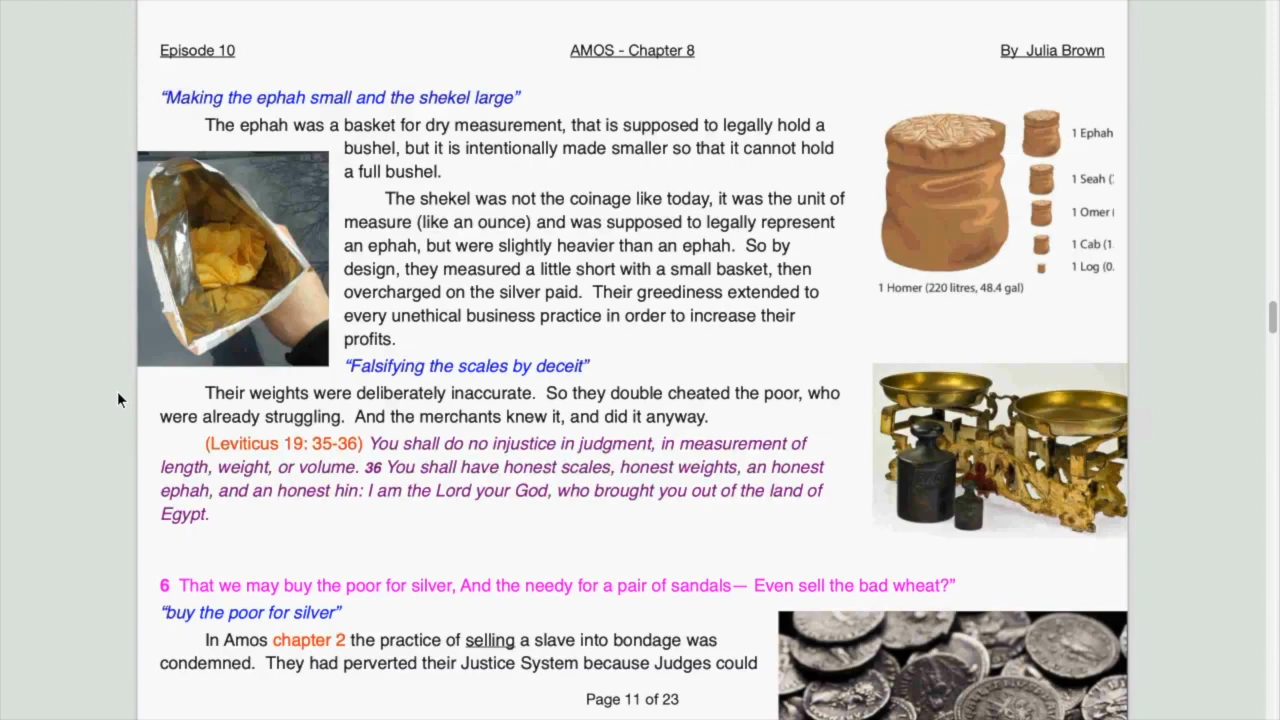 Episode 10 AMOS - Chapter 8 By Julia Brown
“Making the ephah small and the shekel large”
The ephah was a basket for dry measurement, that is supposed to legally hold a
bushel, but it is intentionally made smaller so that it cannot hold
a full bushel.
The shekel was not the coinage like today, it was the unit of
measure (like an ounce) and was supposed to legally represent
an ephah, but were slightly heavier than an ephah. So by
design, they measured a little short with a small basket, then
overcharged on the silver paid. Their greediness extended to
every unethical business practice in order to increase their
profits.
1 Ephah
1 Seah (
1 Omer (
1 Cab (1.
1 Log (0.
1 Homer (220 litres, 48.4 gal)
“Falsifying the scales by deceit”
Their weights were deliberately inaccurate. So they double cheated the poor, who
were already struggling. And the merchants knew it, and did it anyway.
(Leviticus 19: 35-36) You shall do no injustice in judgment, in measurement of
length, weight, or volume. 36 You shall have honest scales, honest weights, an honest
ephah, and an honest hin: I am the Lord your God, who brought you out of the land of
Egypt.
6 That we may buy the poor for silver, And the needy for a pair of sandals— Even sell the bad wheat?”
“buy the poor for silver”
In Amos chapter 2 the practice of selling a slave into bondage was
condemned. They had perverted their Justice System because Judges could
Page 11 of 23